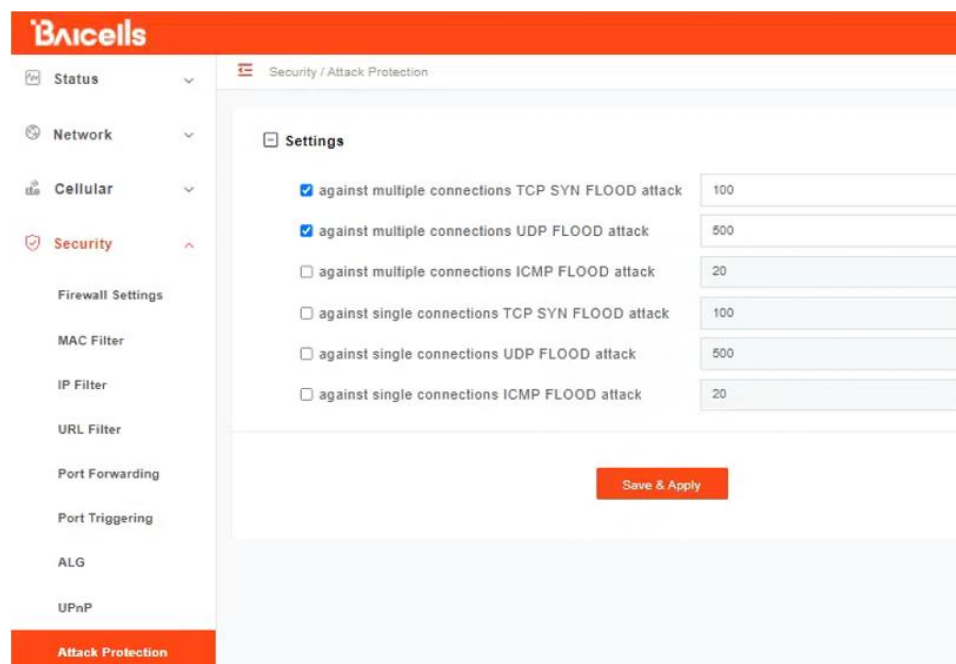 BAICELLS
Status
Security / Attack Protection
Network
Settings
Cellular
against multiple connections TCP SYN FLOOD attack 100
against multiple connections UDP FLOOD attack 500
Security
against multiple connections ICMP FLOOD attack 20
Firewall Settings
against single connections TCP SYN FLOOD attack 100
MAC Filter
against single connections UDP FLOOD attack 500
IP Filter
against single connections ICMP FLOOD attack 20
URL Filter
Port Forwarding
Save & Apply
Port Triggering
ALG
UPnP
Attack Protection